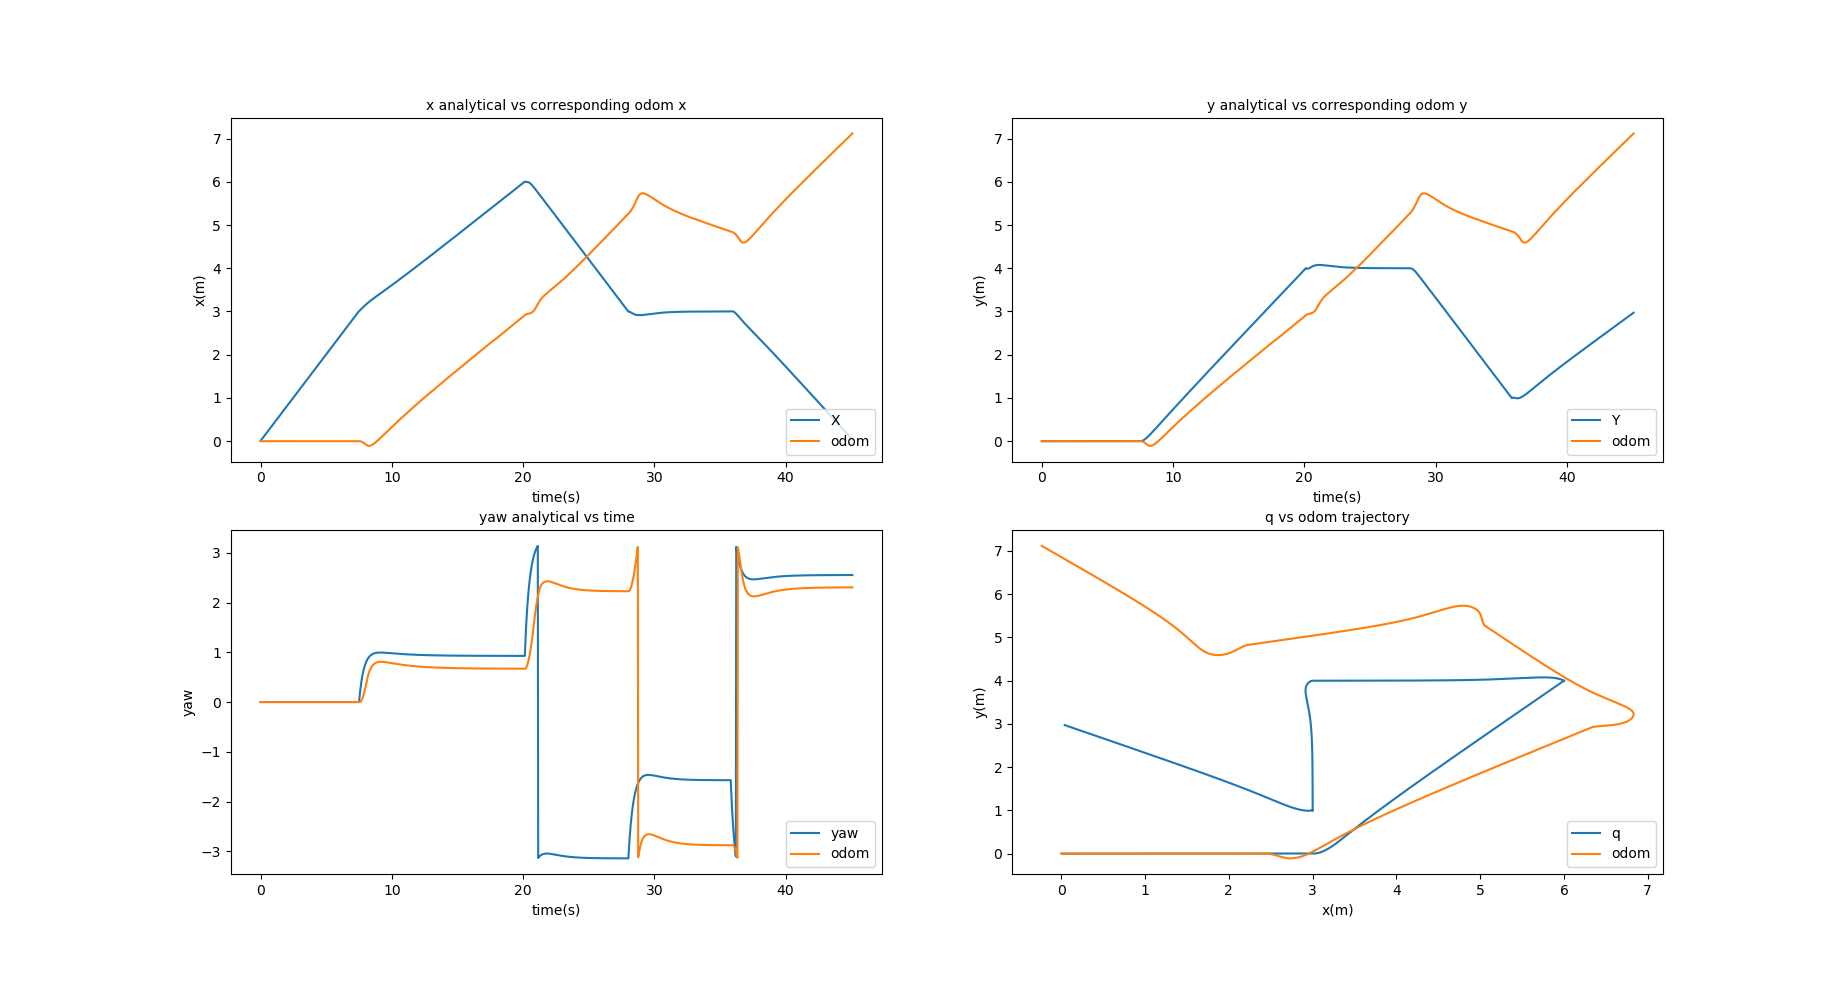 x analytical vs corresponding odom x
x(m)
7
6
5
4
3
2
1
0
0 10 20 30 40
time(s)
X
odom
y analytical vs corresponding odom y
y(m)
7
6
5
4
3
2
1
0
0 10 20 30 40
time(s)
Y
odom
yaw analytical vs time
yaw
3
2
1
0
−1
−2
−3
0 10 20 30 40
time(s)
yaw
odom
q vs odom trajectory
y(m)
7
6
5
4
3
2
1
0
0 1 2 3 4 5 6 7
x(m)
q
odom